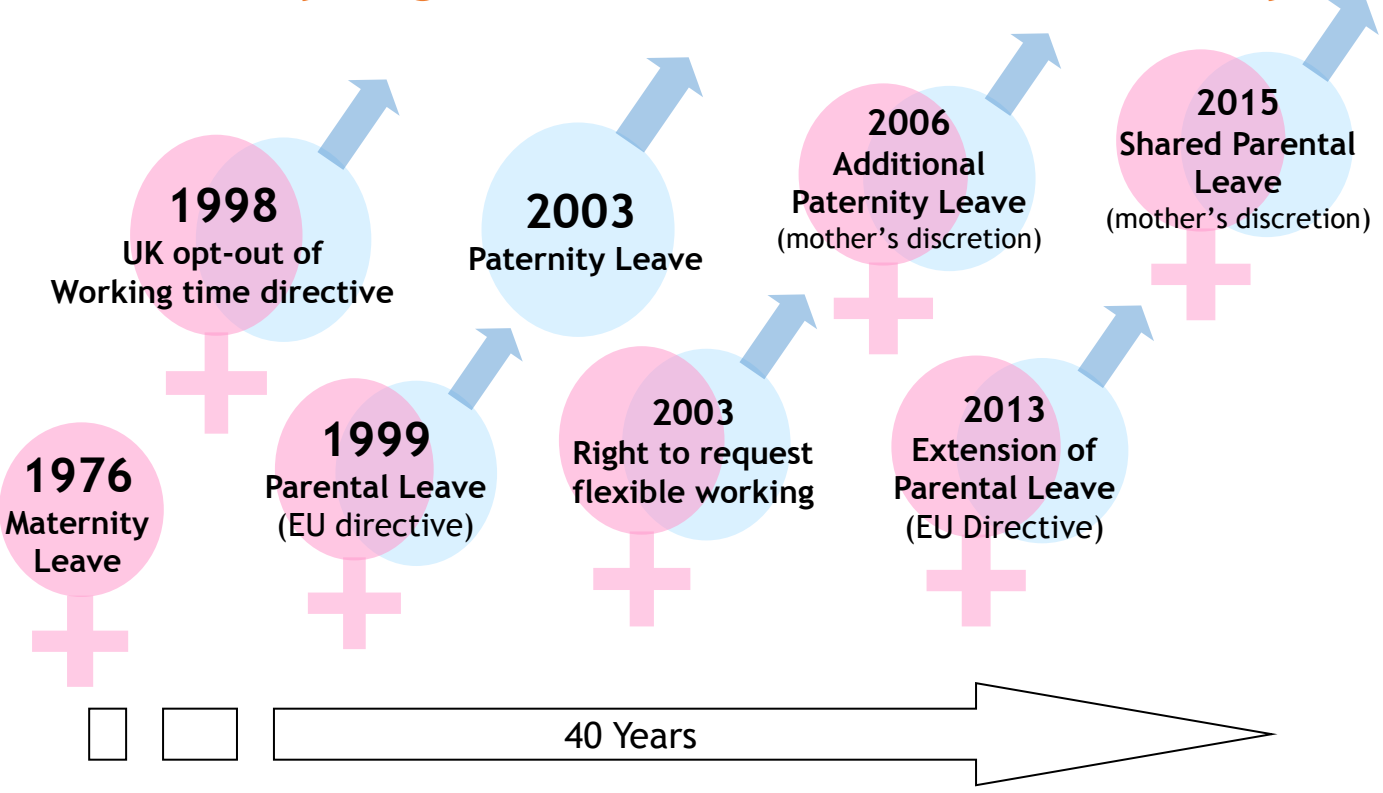 1976
Maternity
Leave
1998
UK opt-out of
Working time directive
1999
Parental Leave
(EU directive)
2003
Paternity Leave
2003
Right to request
flexible working
2006
Additional
Paternity Leave
(mother’s discretion)
2013
Extension of
Parental Leave
(EU Directive)
2015
Shared Parental
Leave
(mother’s discretion)
40 Years